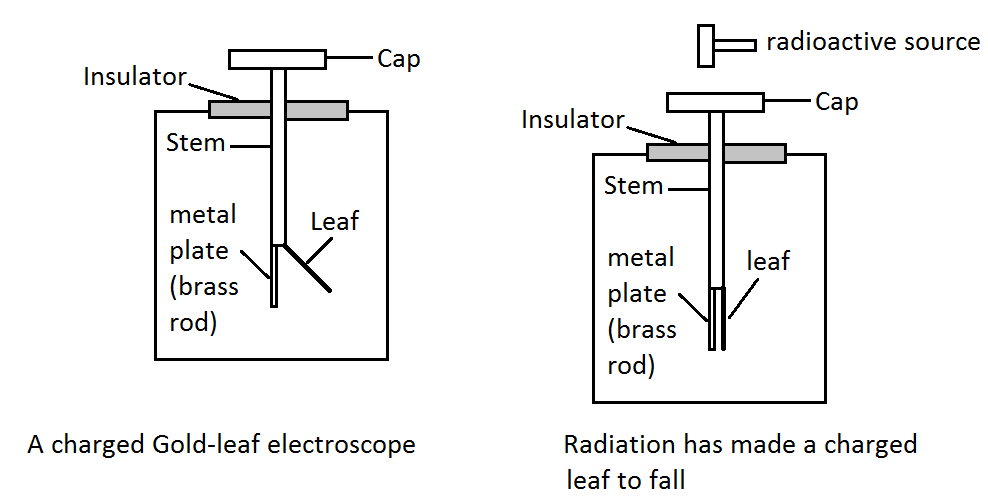 Cap
Insulator
Stem
metal
plate
(brass
rod)
Leaf
A charged Gold-leaf electroscope
radioactive source
Cap
Insulator
Stem
metal
plate
(brass
rod)
leaf
Radiation has made a charged
leaf to fall